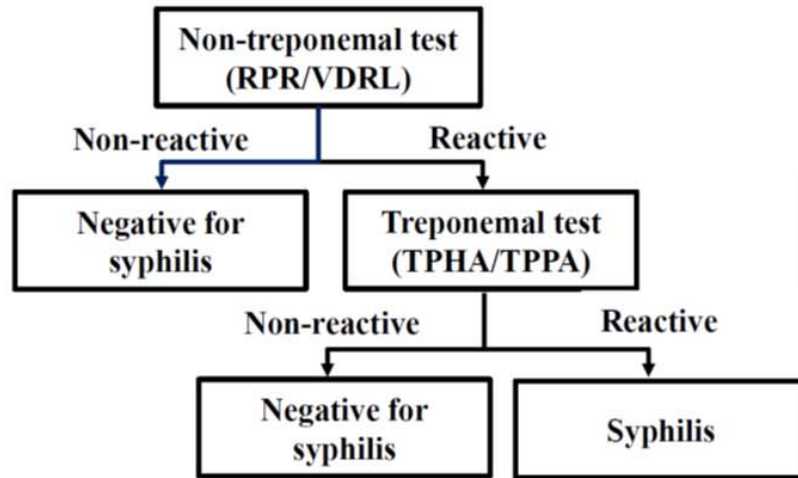 Non-treponemal test
(RPR/VDRL)
Non-reactive
Reactive
Negative for
syphilis
Treponemal test
(TPHA/TPPA)
Non-reactive
Reactive
Negative for
syphilis
Syphilis